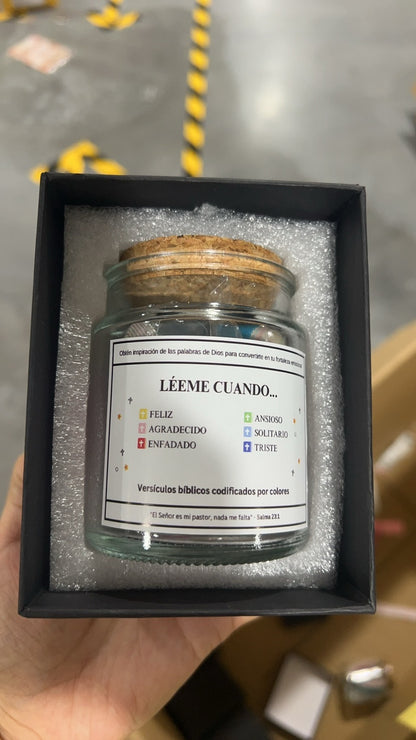 Obtén inspiración de las palabras de Dios para convertirte en tu fortaleza emocional
LÉEME CUANDO...
FELIZ
AGRADECIDO
ENFADADO
ANSIOSO
SOLITARIO
TRISTE
Versículos bíblicos codificados por colores
"El Señor es mi pastor, nada me falta" - Salmo 23:1